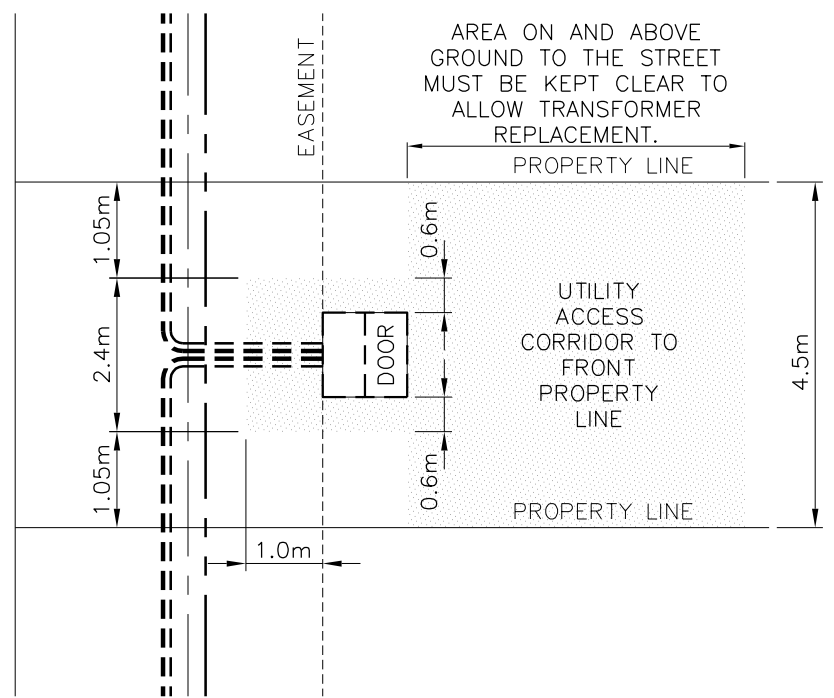 AREA ON AND ABOVE
GROUND TO THE STREET
MUST BE KEPT CLEAR TO
ALLOW TRANSFORMER
REPLACEMENT.
EASEMENT
PROPERTY LINE
1.05m
0.6m
2.4m
DOOR
UTILITY
ACCESS
CORRIDOR TO
FRONT
PROPERTY
LINE
4.5m
1.05m
0.6m
PROPERTY LINE
1.0m